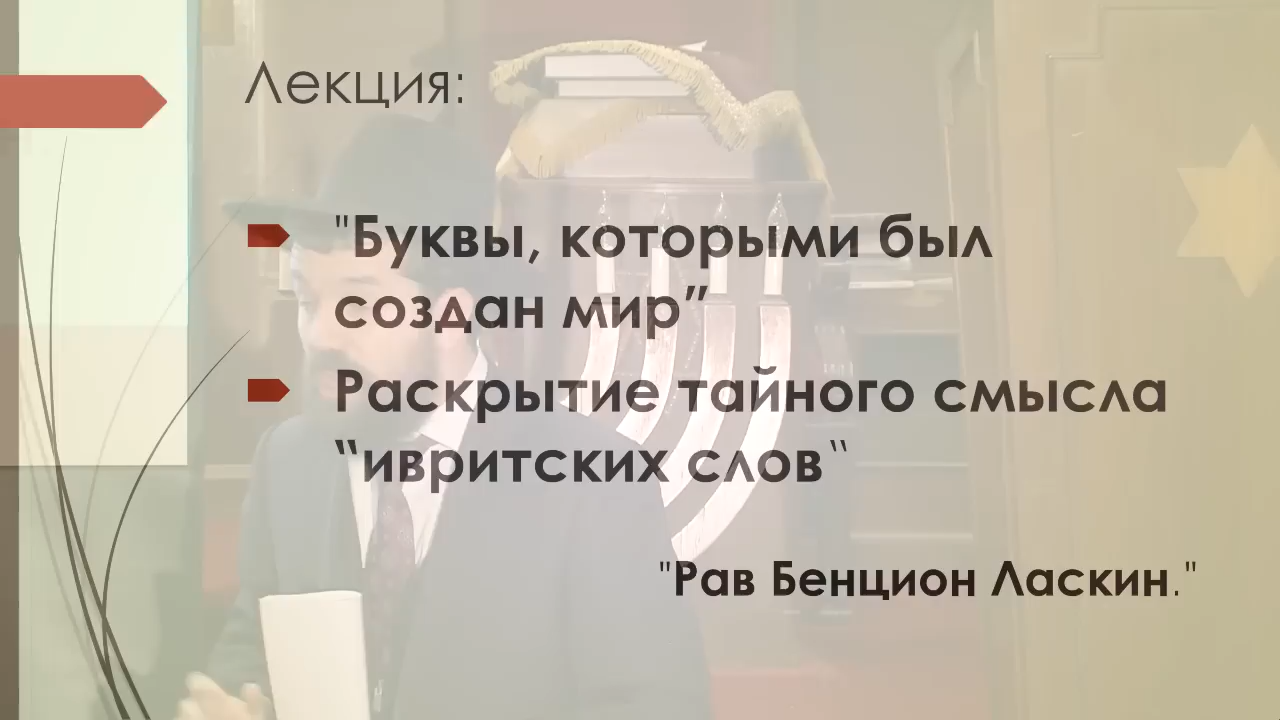 Лекция:
"Буквы, которыми был
создан мир”
Раскрытие тайного смысла
“ивритских слов‟
"Рав Бенцион Ласкин."